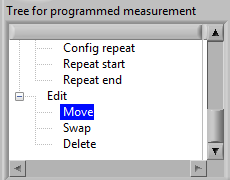 Tree for programmed measurement
Config repeat
Repeat start
Repeat end
Edit
Move
Swap
Delete